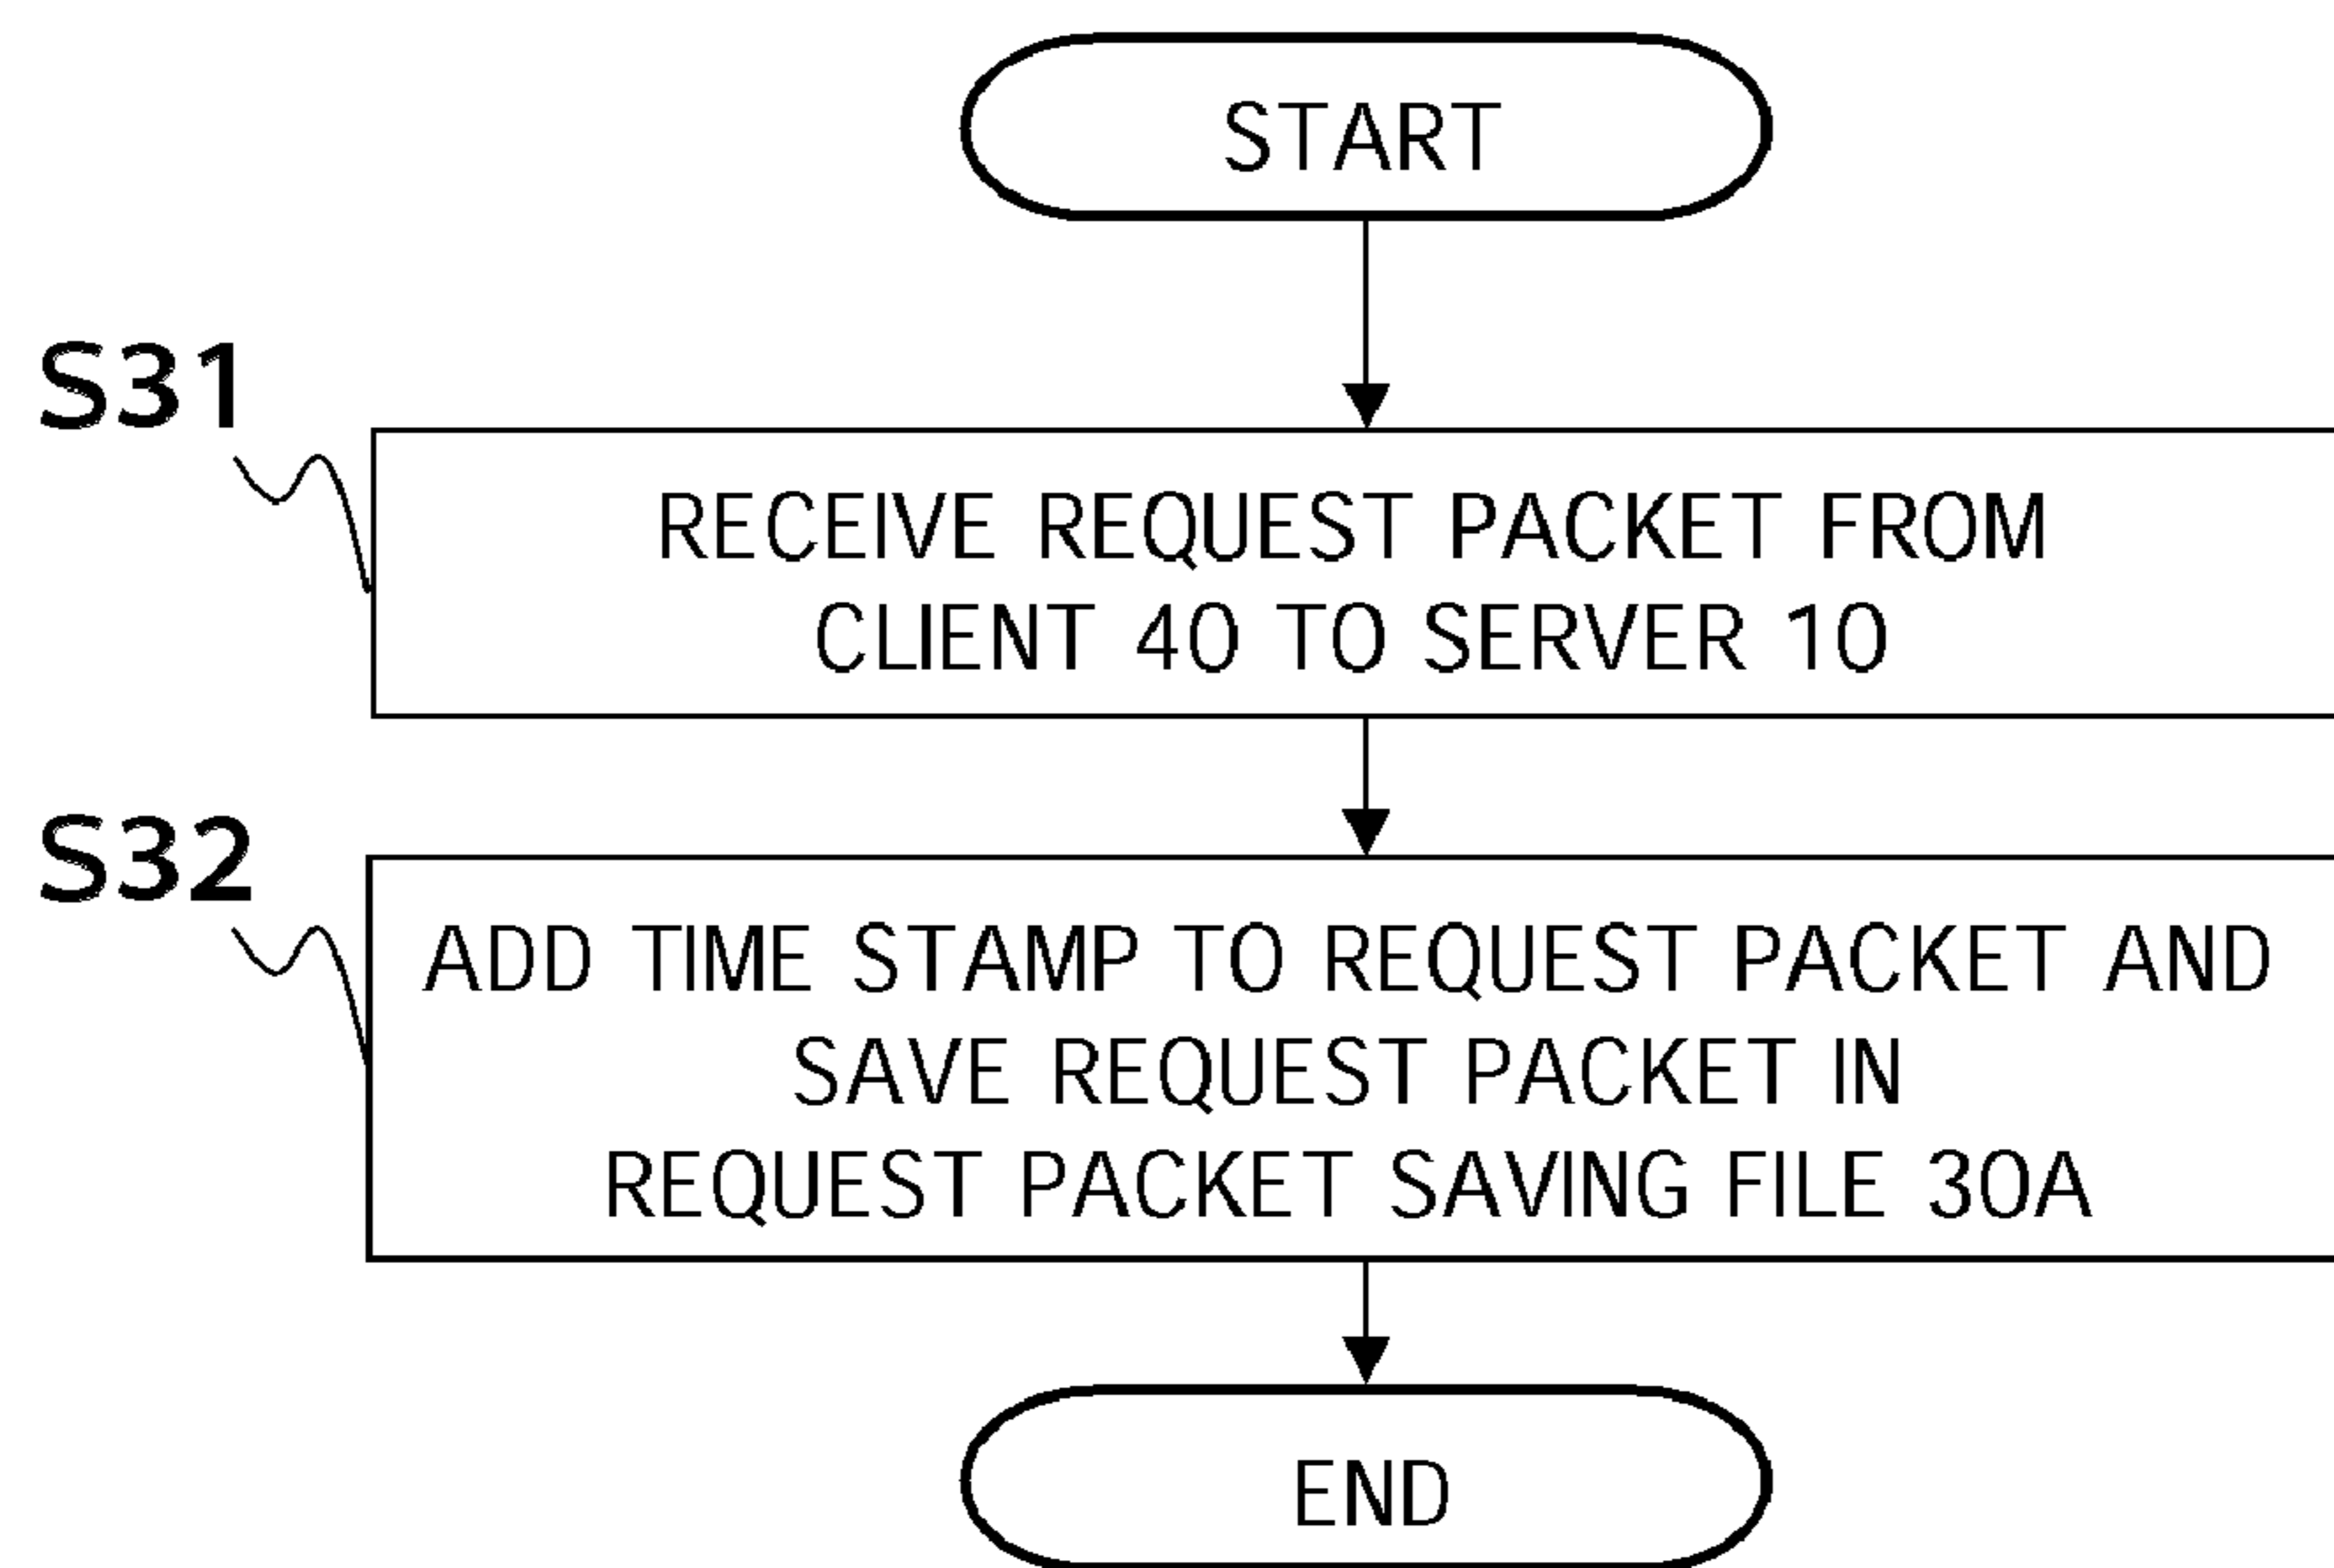 START
S31
RECEIVE REQUEST PACKET FROM
CLIENT 40 TO SERVER 10
S32
ADD TIME STAMP TO REQUEST PACKET AND
SAVE REQUEST PACKET IN
REQUEST PACKET SAVING FILE 30A
END